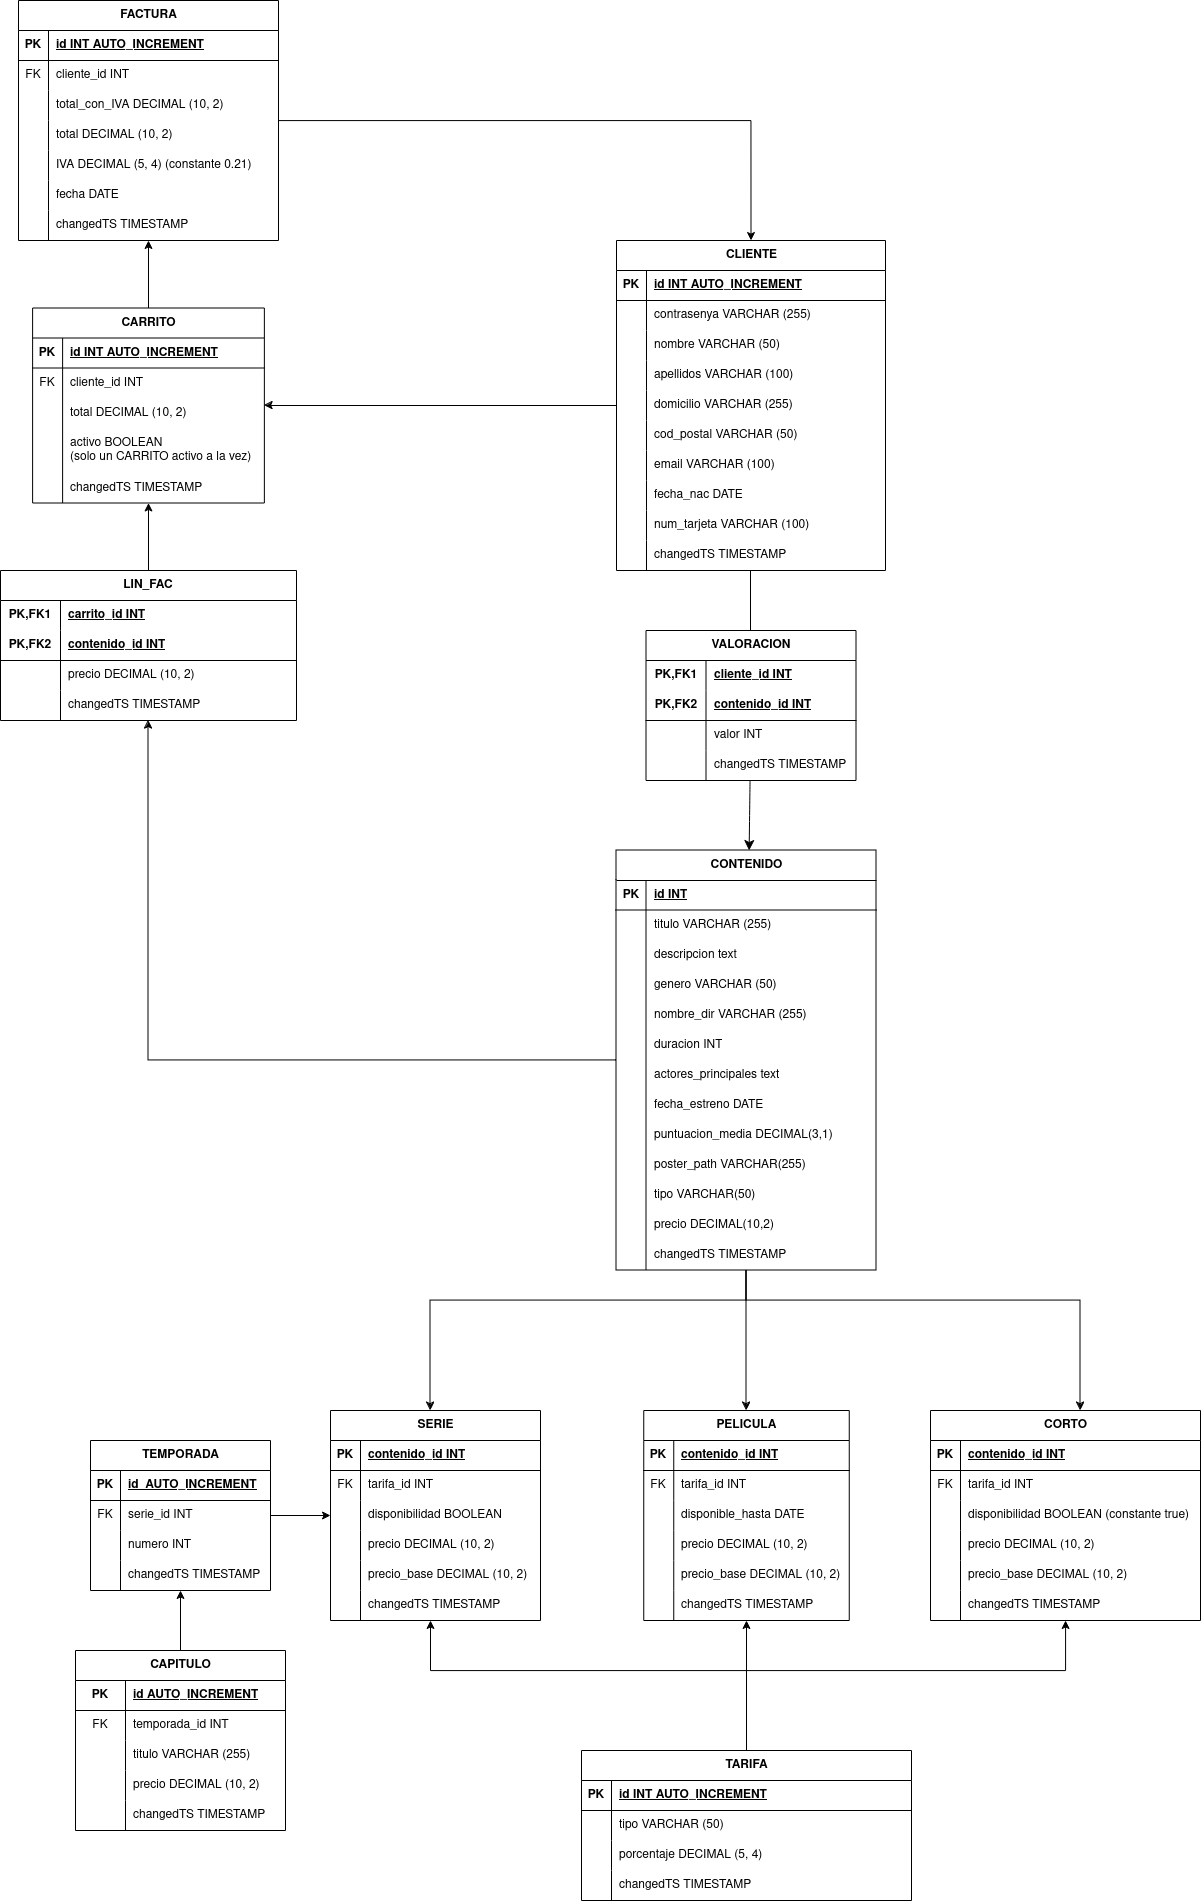 FACTURA
PK id INT AUTO_INCREMENT
FK cliente_id INT
total_con_IVA DECIMAL (10, 2)
total DECIMAL (10, 2)
IVA DECIMAL (5, 4) (constante 0.21)
fecha DATE
changedTS TIMESTAMP
CARRITO
PK id INT AUTO_INCREMENT
FK cliente_id INT
total DECIMAL (10, 2)
activo BOOLEAN
(solo un CARRITO activo a la vez)
changedTS TIMESTAMP
CLIENTE
PK id INT AUTO_INCREMENT
contrasenya VARCHAR (255)
nombre VARCHAR (50)
apellidos VARCHAR (100)
domicilio VARCHAR (255)
cod_postal VARCHAR (50)
email VARCHAR (100)
fecha_nac DATE
num_tarjeta VARCHAR (100)
changedTS TIMESTAMP
LIN_FAC
PK,FK1 carrito_id INT
PK,FK2 contenido_id INT
precio DECIMAL (10, 2)
changedTS TIMESTAMP
VALORACION
PK,FK1 cliente_id INT
PK,FK2 contenido_id INT
valor INT
changedTS TIMESTAMP
CONTENIDO
PK id INT
titulo VARCHAR (255)
descripcion text
genero VARCHAR (50)
nombre_dir VARCHAR (255)
duracion INT
actores_principales text
fecha_estreno DATE
puntuacion_media DECIMAL(3,1)
poster_path VARCHAR(255)
tipo VARCHAR(50)
precio DECIMAL(10,2)
changedTS TIMESTAMP
TEMPORADA
PK id AUTO_INCREMENT
FK serie_id INT
numero INT
changedTS TIMESTAMP
SERIE
PK contenido_id INT
FK tarifa_id INT
disponibilidad BOOLEAN
precio DECIMAL (10, 2)
precio_base DECIMAL (10, 2)
changedTS TIMESTAMP
PELICULA
PK contenido_id INT
FK tarifa_id INT
disponible_hasta DATE
precio DECIMAL (10, 2)
precio_base DECIMAL (10, 2)
changedTS TIMESTAMP
CORTO
PK contenido_id INT
FK tarifa_id INT
disponibilidad BOOLEAN (constante true)
precio DECIMAL (10, 2)
precio_base DECIMAL (10, 2)
changedTS TIMESTAMP
CAPITULO
PK id AUTO_INCREMENT
FK temporada_id INT
titulo VARCHAR (255)
precio DECIMAL (10, 2)
changedTS TIMESTAMP
TARIFA
PK id INT AUTO_INCREMENT
tipo VARCHAR (50)
porcentaje DECIMAL (5, 4)
changedTS TIMESTAMP